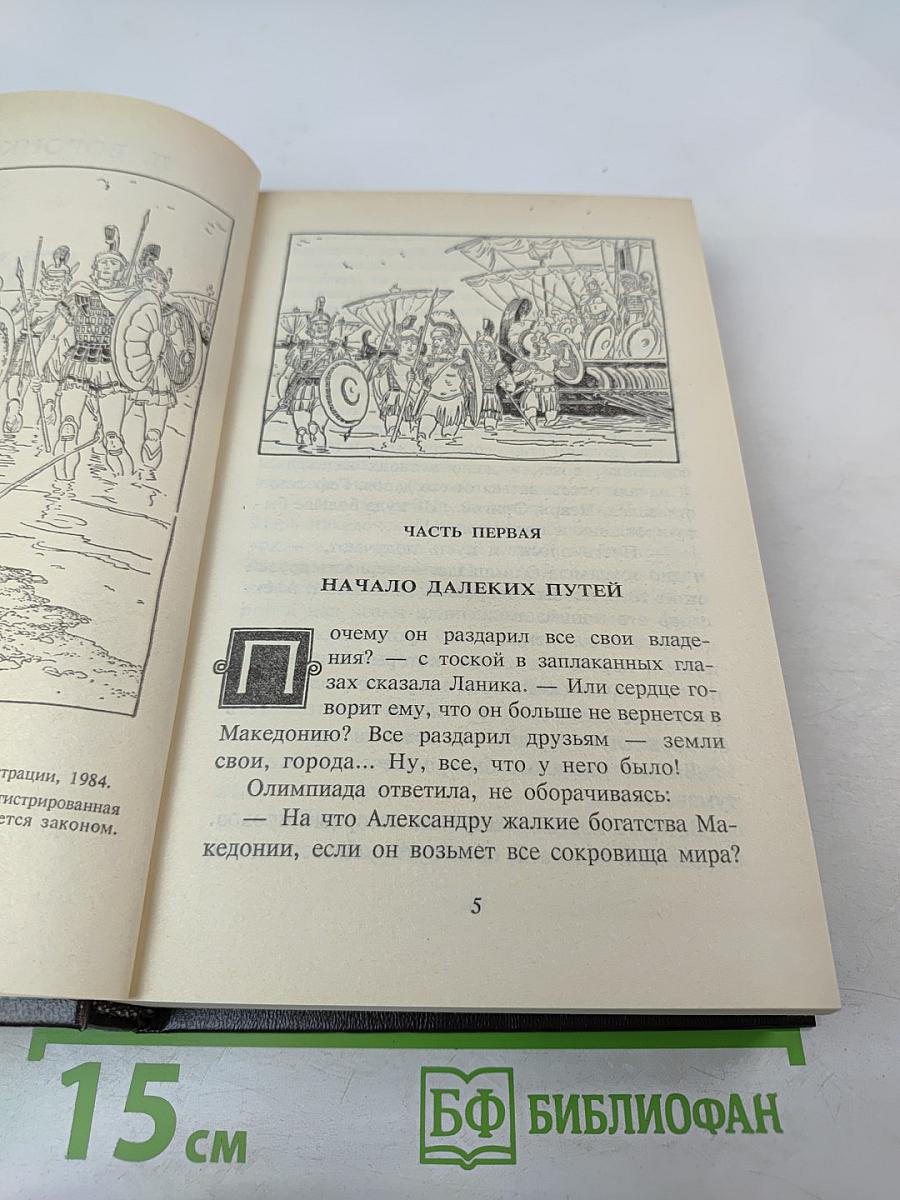 трации, 1984.
гистрированная
ется законом.
ЧАСТЬ ПЕРВАЯ
НАЧАЛО ДАЛЕКИХ ПУТЕЙ
Почему он раздарил все свои владе-
ния? — с тоской в заплаканных гла-
зах сказала Ланика. — Или сердце го-
ворит ему, что он больше не вернется в
Македонию? Все раздарил друзьям — земли
свои, города... Ну, все, что у него было!
Олимпиада ответила, не оборачиваясь:
— На что Александру жалкие богатства Ма-
кедонии, если он возьмет все сокровища мира?
5
15 см
БФ БИБЛИОФАН